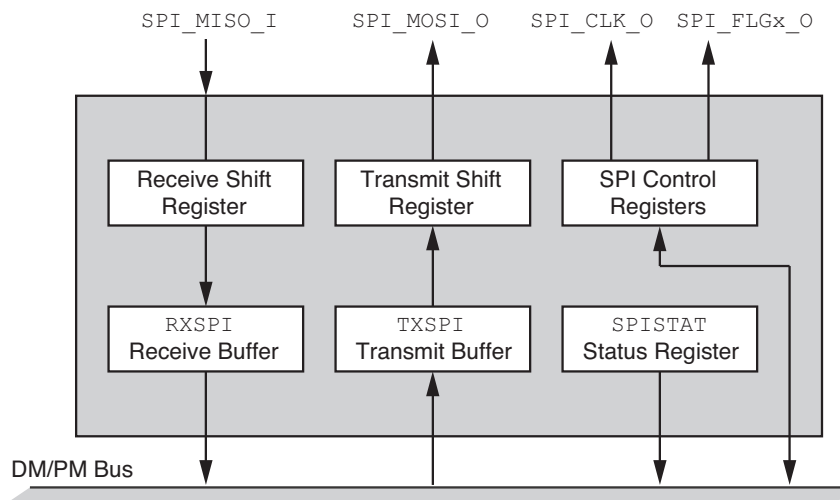 SPI_MISO_I SPI_MOSI_O SPI_CLK_O SPI_FLGx_O
Receive Shift
Register
Transmit Shift
Register
SPI Control
Registers
RXSPI
Receive Buffer
TXSPI
Transmit Buffer
SPISTAT
Status Register
DM/PM Bus